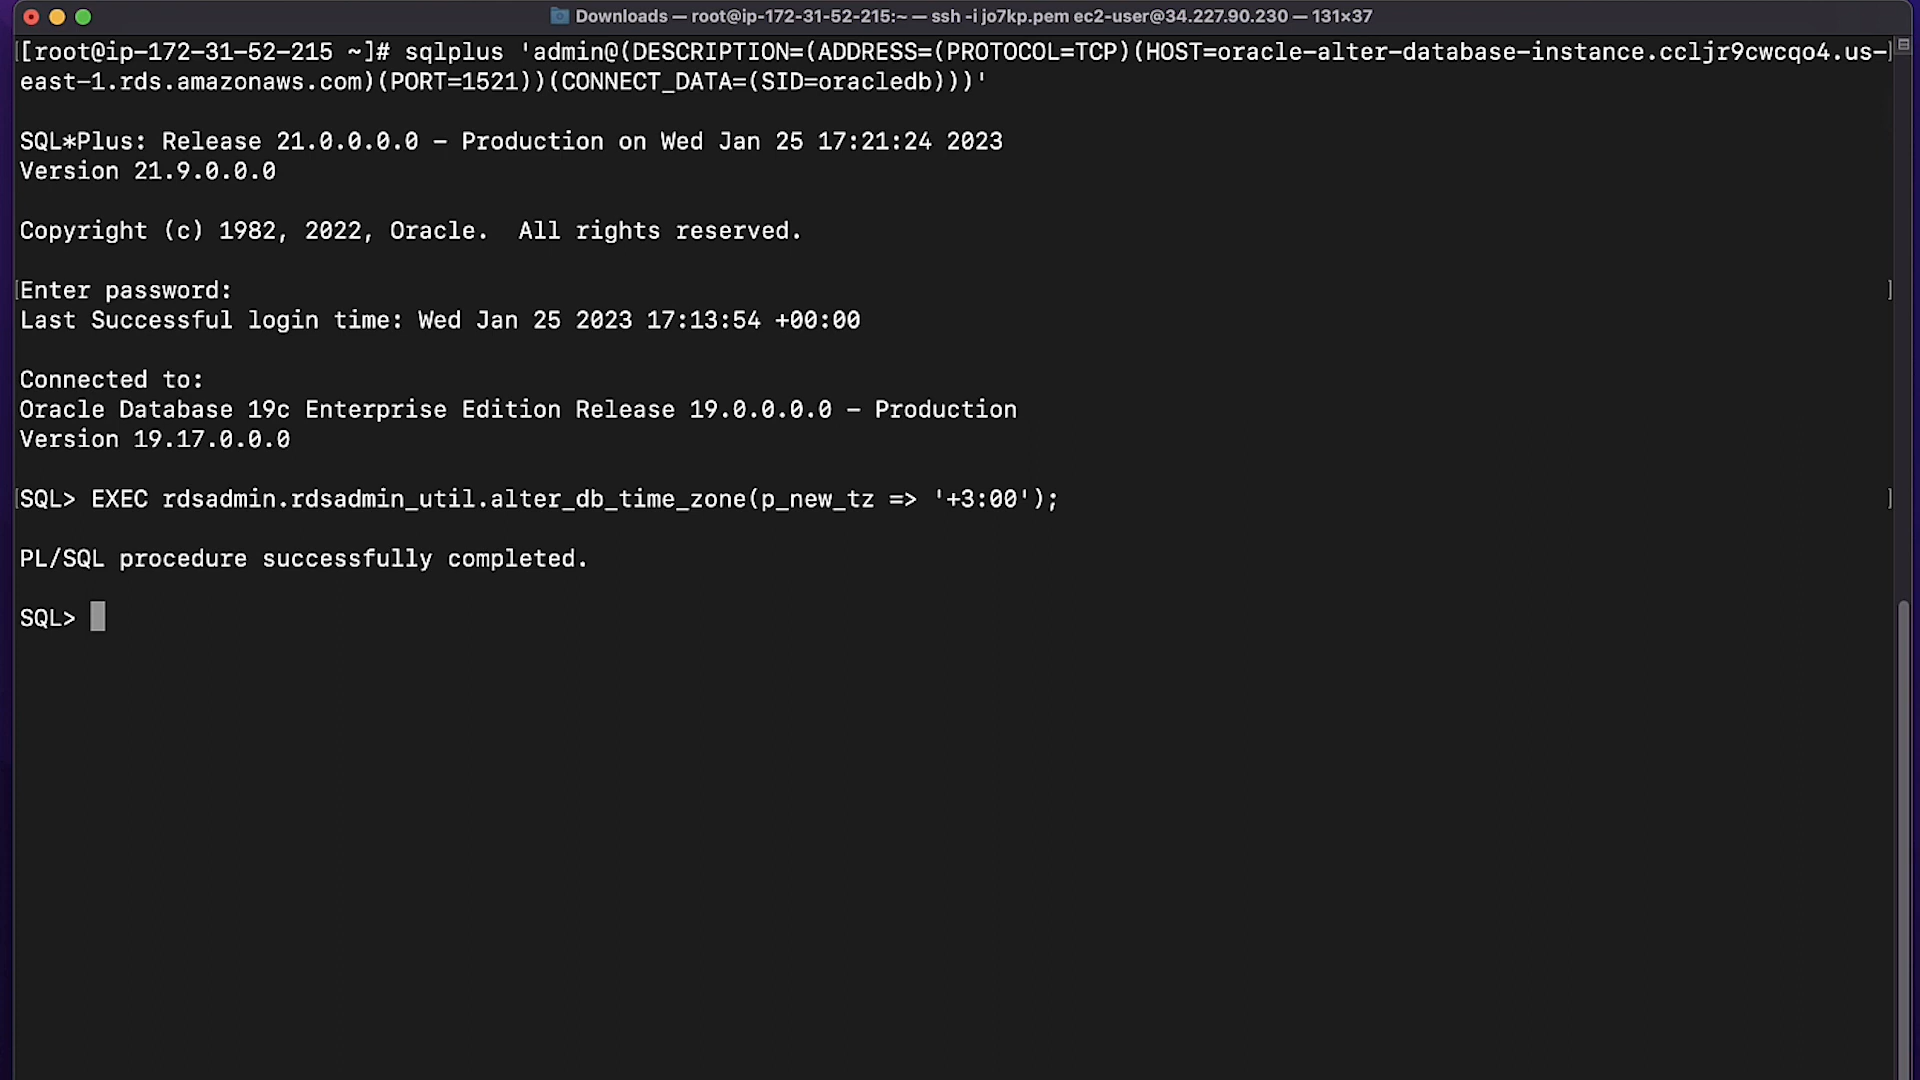 Downloads — root@ip-172-31-52-215:~ — ssh -i jo7kp.pem ec2-user@34.227.90.230 — 131×37
[[root@ip-172-31-52-215 ~]# sqlplus 'admin@(DESCRIPTION=(ADDRESS=(PROTOCOL=TCP)(HOST=oracle-alter-database-instance.ccljr9cwcqo4.us-]
east-1.rds.amazonaws.com)(PORT=1521))(CONNECT_DATA=(SID=oracledb)))'
SQL*Plus: Release 21.0.0.0.0 - Production on Wed Jan 25 17:21:24 2023
Version 21.9.0.0.0
Copyright (c) 1982, 2022, Oracle.  All rights reserved.
[Enter password: ]
Last Successful login time: Wed Jan 25 2023 17:13:54 +00:00
Connected to:
Oracle Database 19c Enterprise Edition Release 19.0.0.0.0 - Production
Version 19.17.0.0.0
[SQL> EXEC rdsadmin.rdsadmin_util.alter_db_time_zone(p_new_tz => '+3:00'); ]
PL/SQL procedure successfully completed.
SQL>